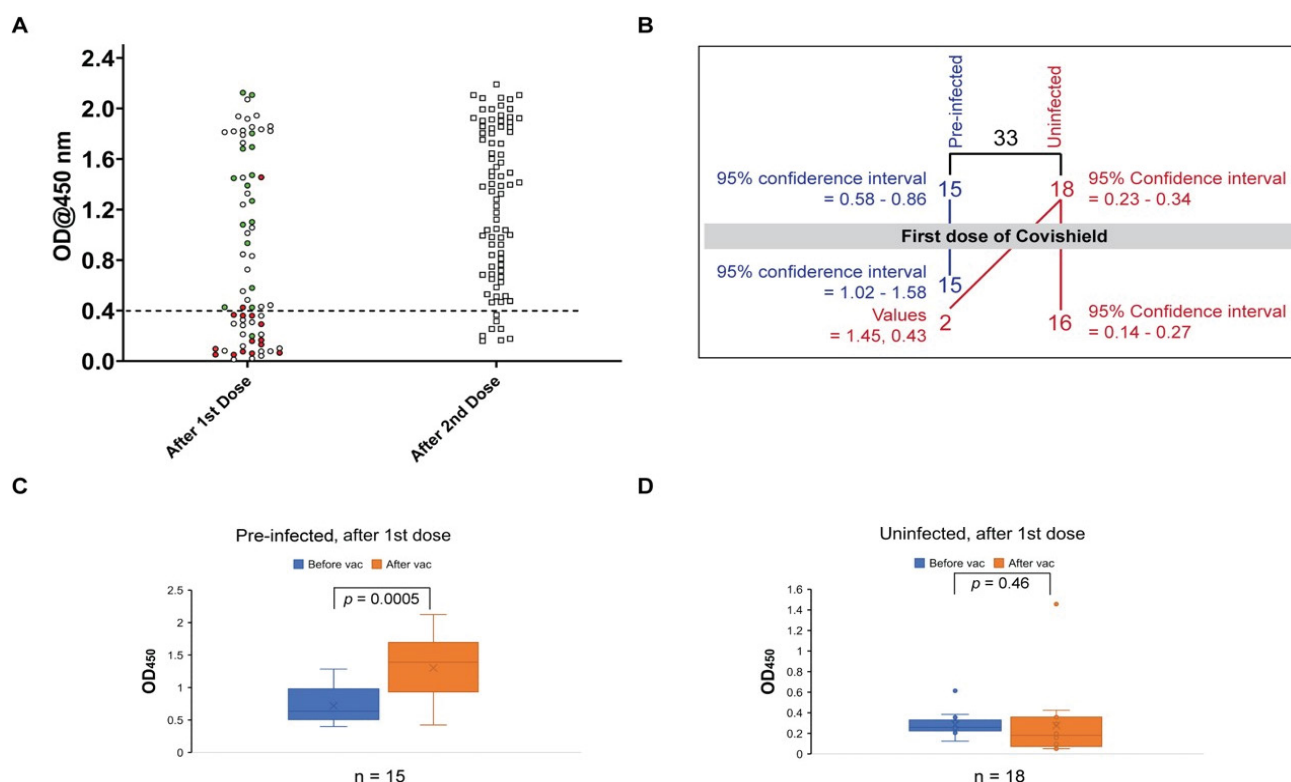 A
OD@450 nm
2.4
2.0
1.6
1.2
0.8
0.4
0.0
After 1st Dose
After 2nd Dose
B
Pre-infected
Uninfected
33
95% confiderence interval
= 0.58 - 0.86
15
18
95% Confidence interval
= 0.23 - 0.34
First dose of Covishield
95% confiderence interval
= 1.02 - 1.58
15
Values
= 1.45, 0.43
2
16
95% Confidence interval
= 0.14 - 0.27
C
Pre-infected, after 1st dose
Before vac After vac
p = 0.0005
OD450
2.5
2
1.5
1
0.5
0
n = 15
D
Uninfected, after 1st dose
Before vac After vac
p = 0.46
OD450
1.6
1.4
1.2
1
0.8
0.6
0.4
0.2
0
n = 18